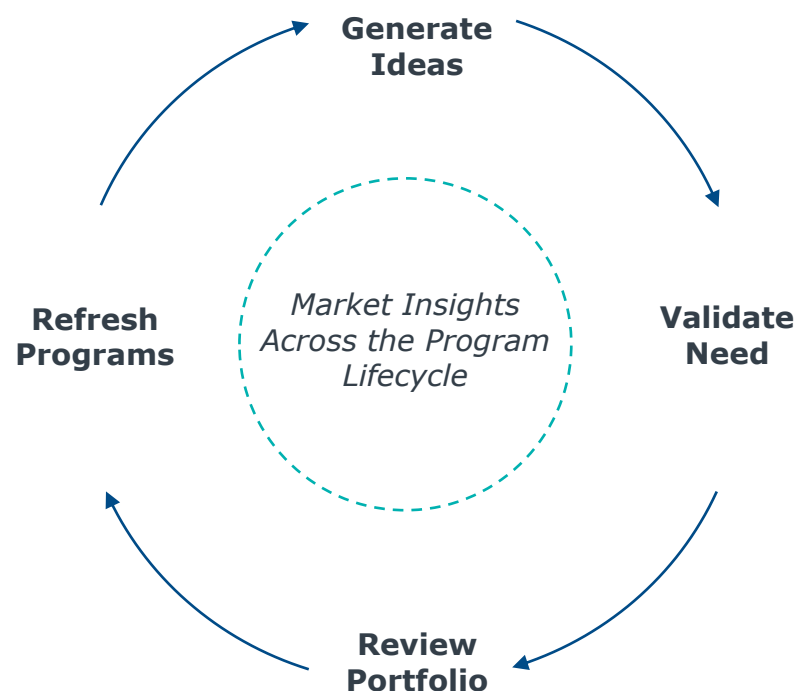 Generate
Ideas
Market Insights
Across the Program
Lifecycle
Validate
Need
Refresh
Programs
Review
Portfolio